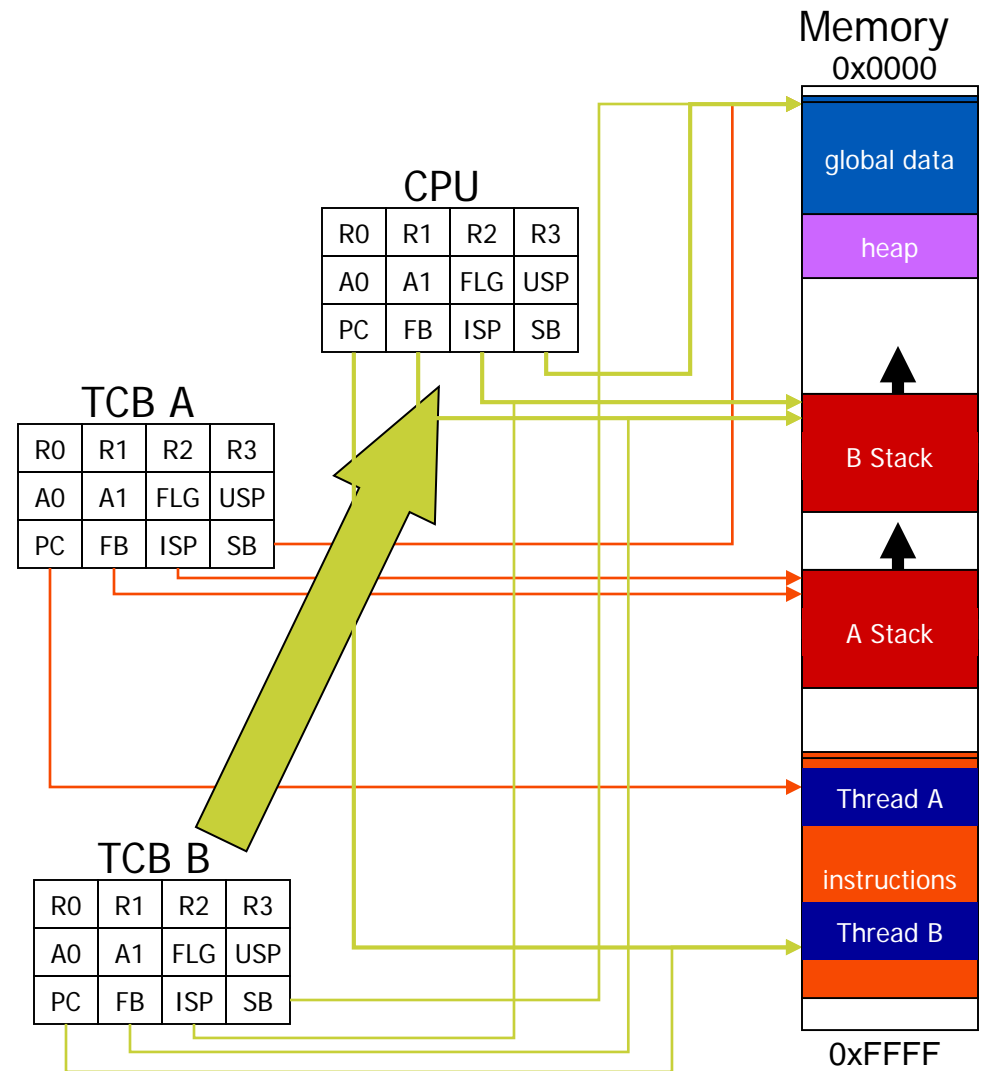 Memory
0x0000
global data
CPU
R0 R1 R2 R3
heap
A0 A1 FLG USP
PC FB ISP SB
TCB A
R0 R1 R2 R3
B Stack
A0 A1 FLG USP
PC FB ISP SB
A Stack
Thread A
TCB B
instructions
R0 R1 R2 R3
Thread B
A0 A1 FLG USP
PC FB ISP SB
0xFFFF